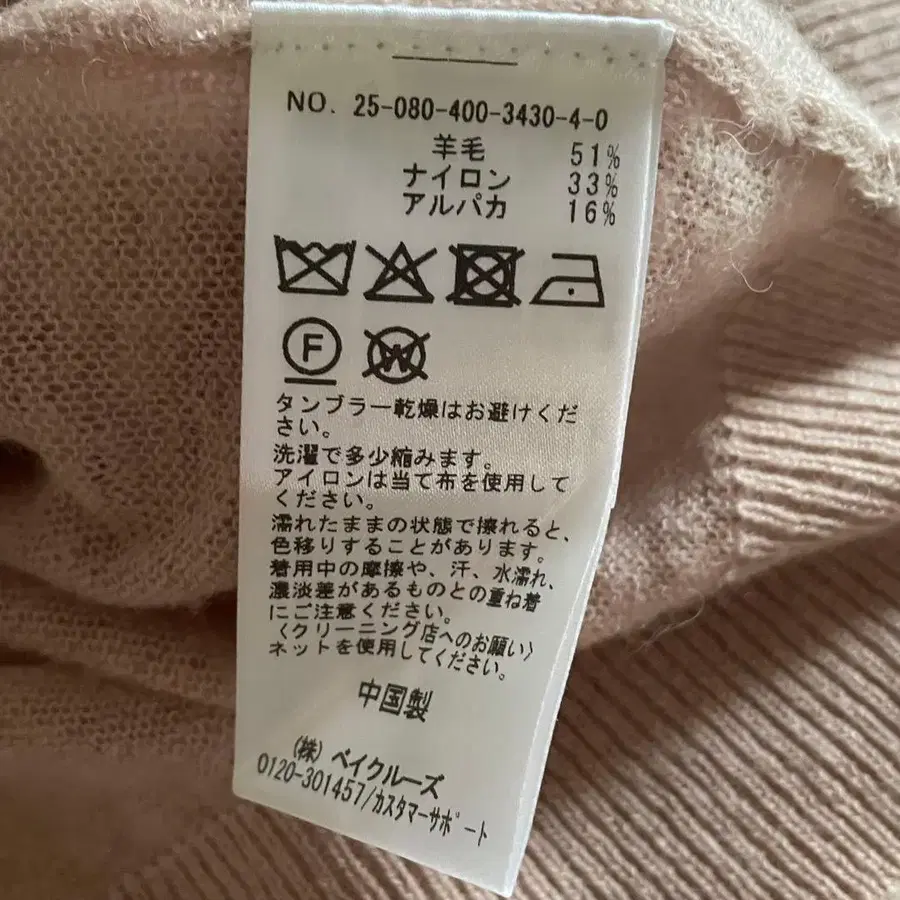 NO. 25-080-400-3430-4-0
羊毛 51%
ナイロン 33%
アルパカ 16%
F W
タンブラー乾燥はお避けくだ
さい。
洗濯で多少縮みます。
アイロンは当て布を使用して
ください。
濡れたままの状態で擦れると、
色移りすることがあります。
着用中の摩擦や、汗、水濡れ、
濃淡差があるものとの重ね着
にご注意ください。
〈クリーニング店へのお願い〉
ネットを使用してください。
中国製
(株) ベイクルーズ
0120-301457/カスタマーサポート